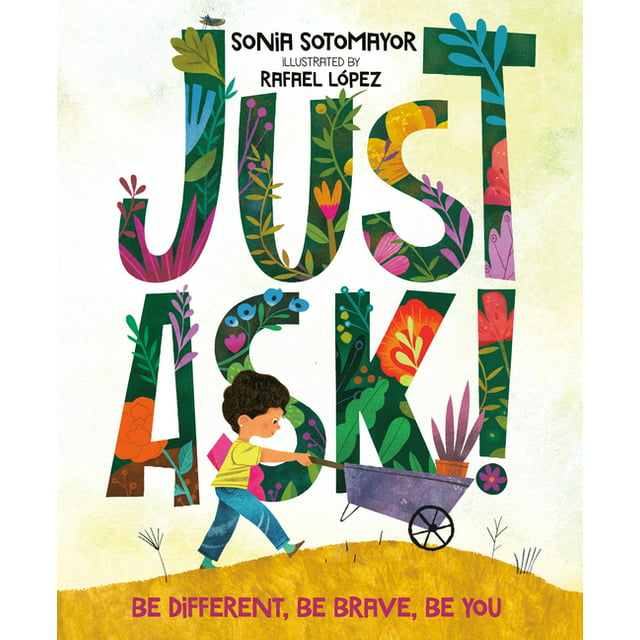 SONIA SOTOMAYOR
ILLUSTRATED BY
RAFAEL LÓPEZ
JUST
ASK!
BE DIFFERENT, BE BRAVE, BE YOU